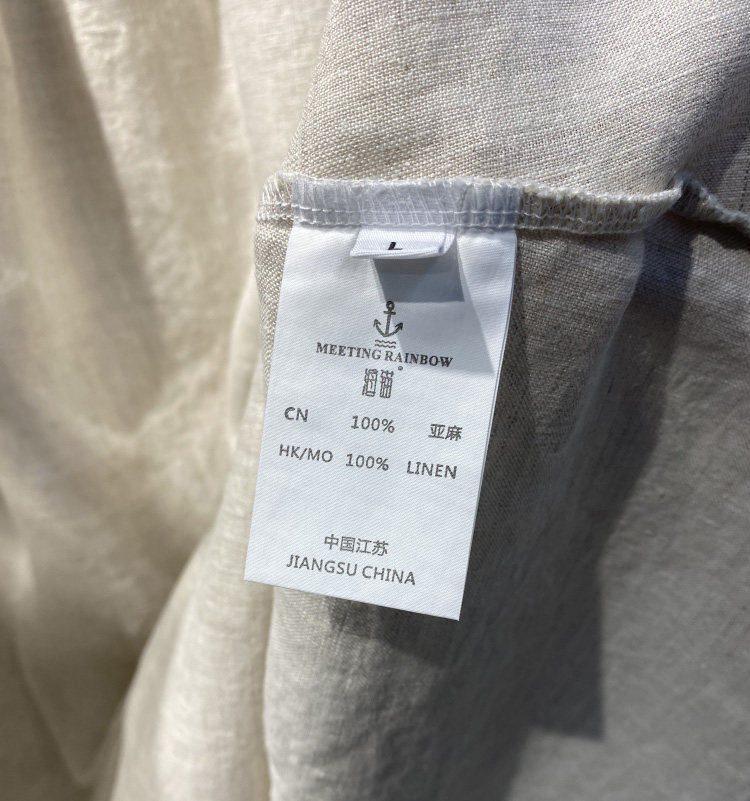 L
MEETING RAINBOW
®
CN 100% 亚麻
HK/MO 100% LINEN
中国江苏
JIANGSU CHINA